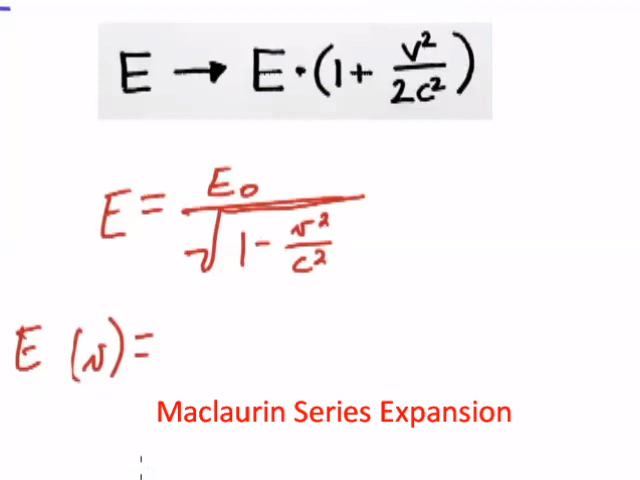 E → E · (1 + v²/2c²)
E = E₀/√(1 - v²/c²)
E (v) =
Maclaurin Series Expansion